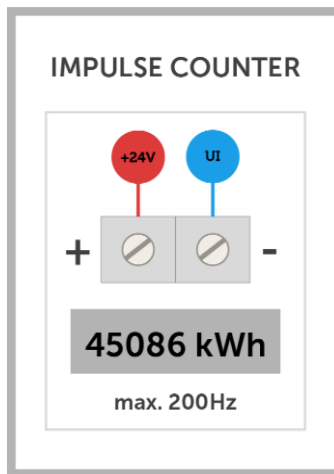 IMPULSE COUNTER
+24V UI
+ -
45086 kWh
max. 200Hz